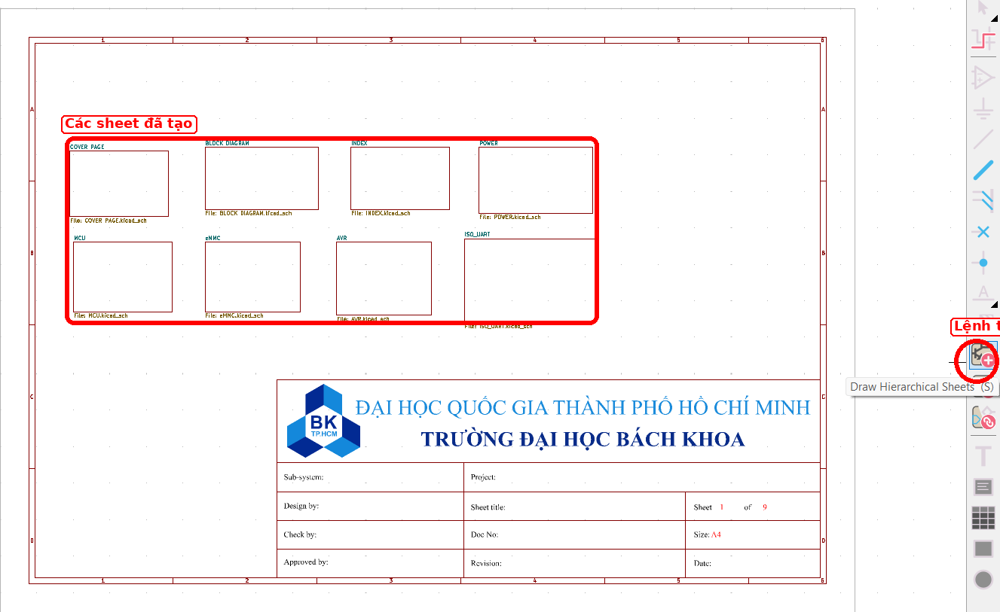 1 2 3 4 5 6
A A
Các sheet đã tạo
COVER PAGE BLOCK DIAGRAM INDEX POWER
File: COVER PAGE.kicad_sch File: BLOCK DIAGRAM.kicad_sch File: INDEX.kicad_sch File: POWER.kicad_sch
MCU eMMC AVR ISO_UART
B B
File: MCU.kicad_sch File: eMMC.kicad_sch File: AVR.kicad_sch File: ISO_UART.kicad_sch
A
Lệnh t
Draw Hierarchical Sheets (S)
C C
BK
TP.HCM
ĐẠI HỌC QUỐC GIA THÀNH PHỐ HỒ CHÍ MINH
TRƯỜNG ĐẠI HỌC BÁCH KHOA
T
Sub-system: Project:
Design by: Sheet title: Sheet 1 of 9
Check by: Doc No: Size: A4
D D
Approved by: Revision: Date:
1 2 3 4 5 6